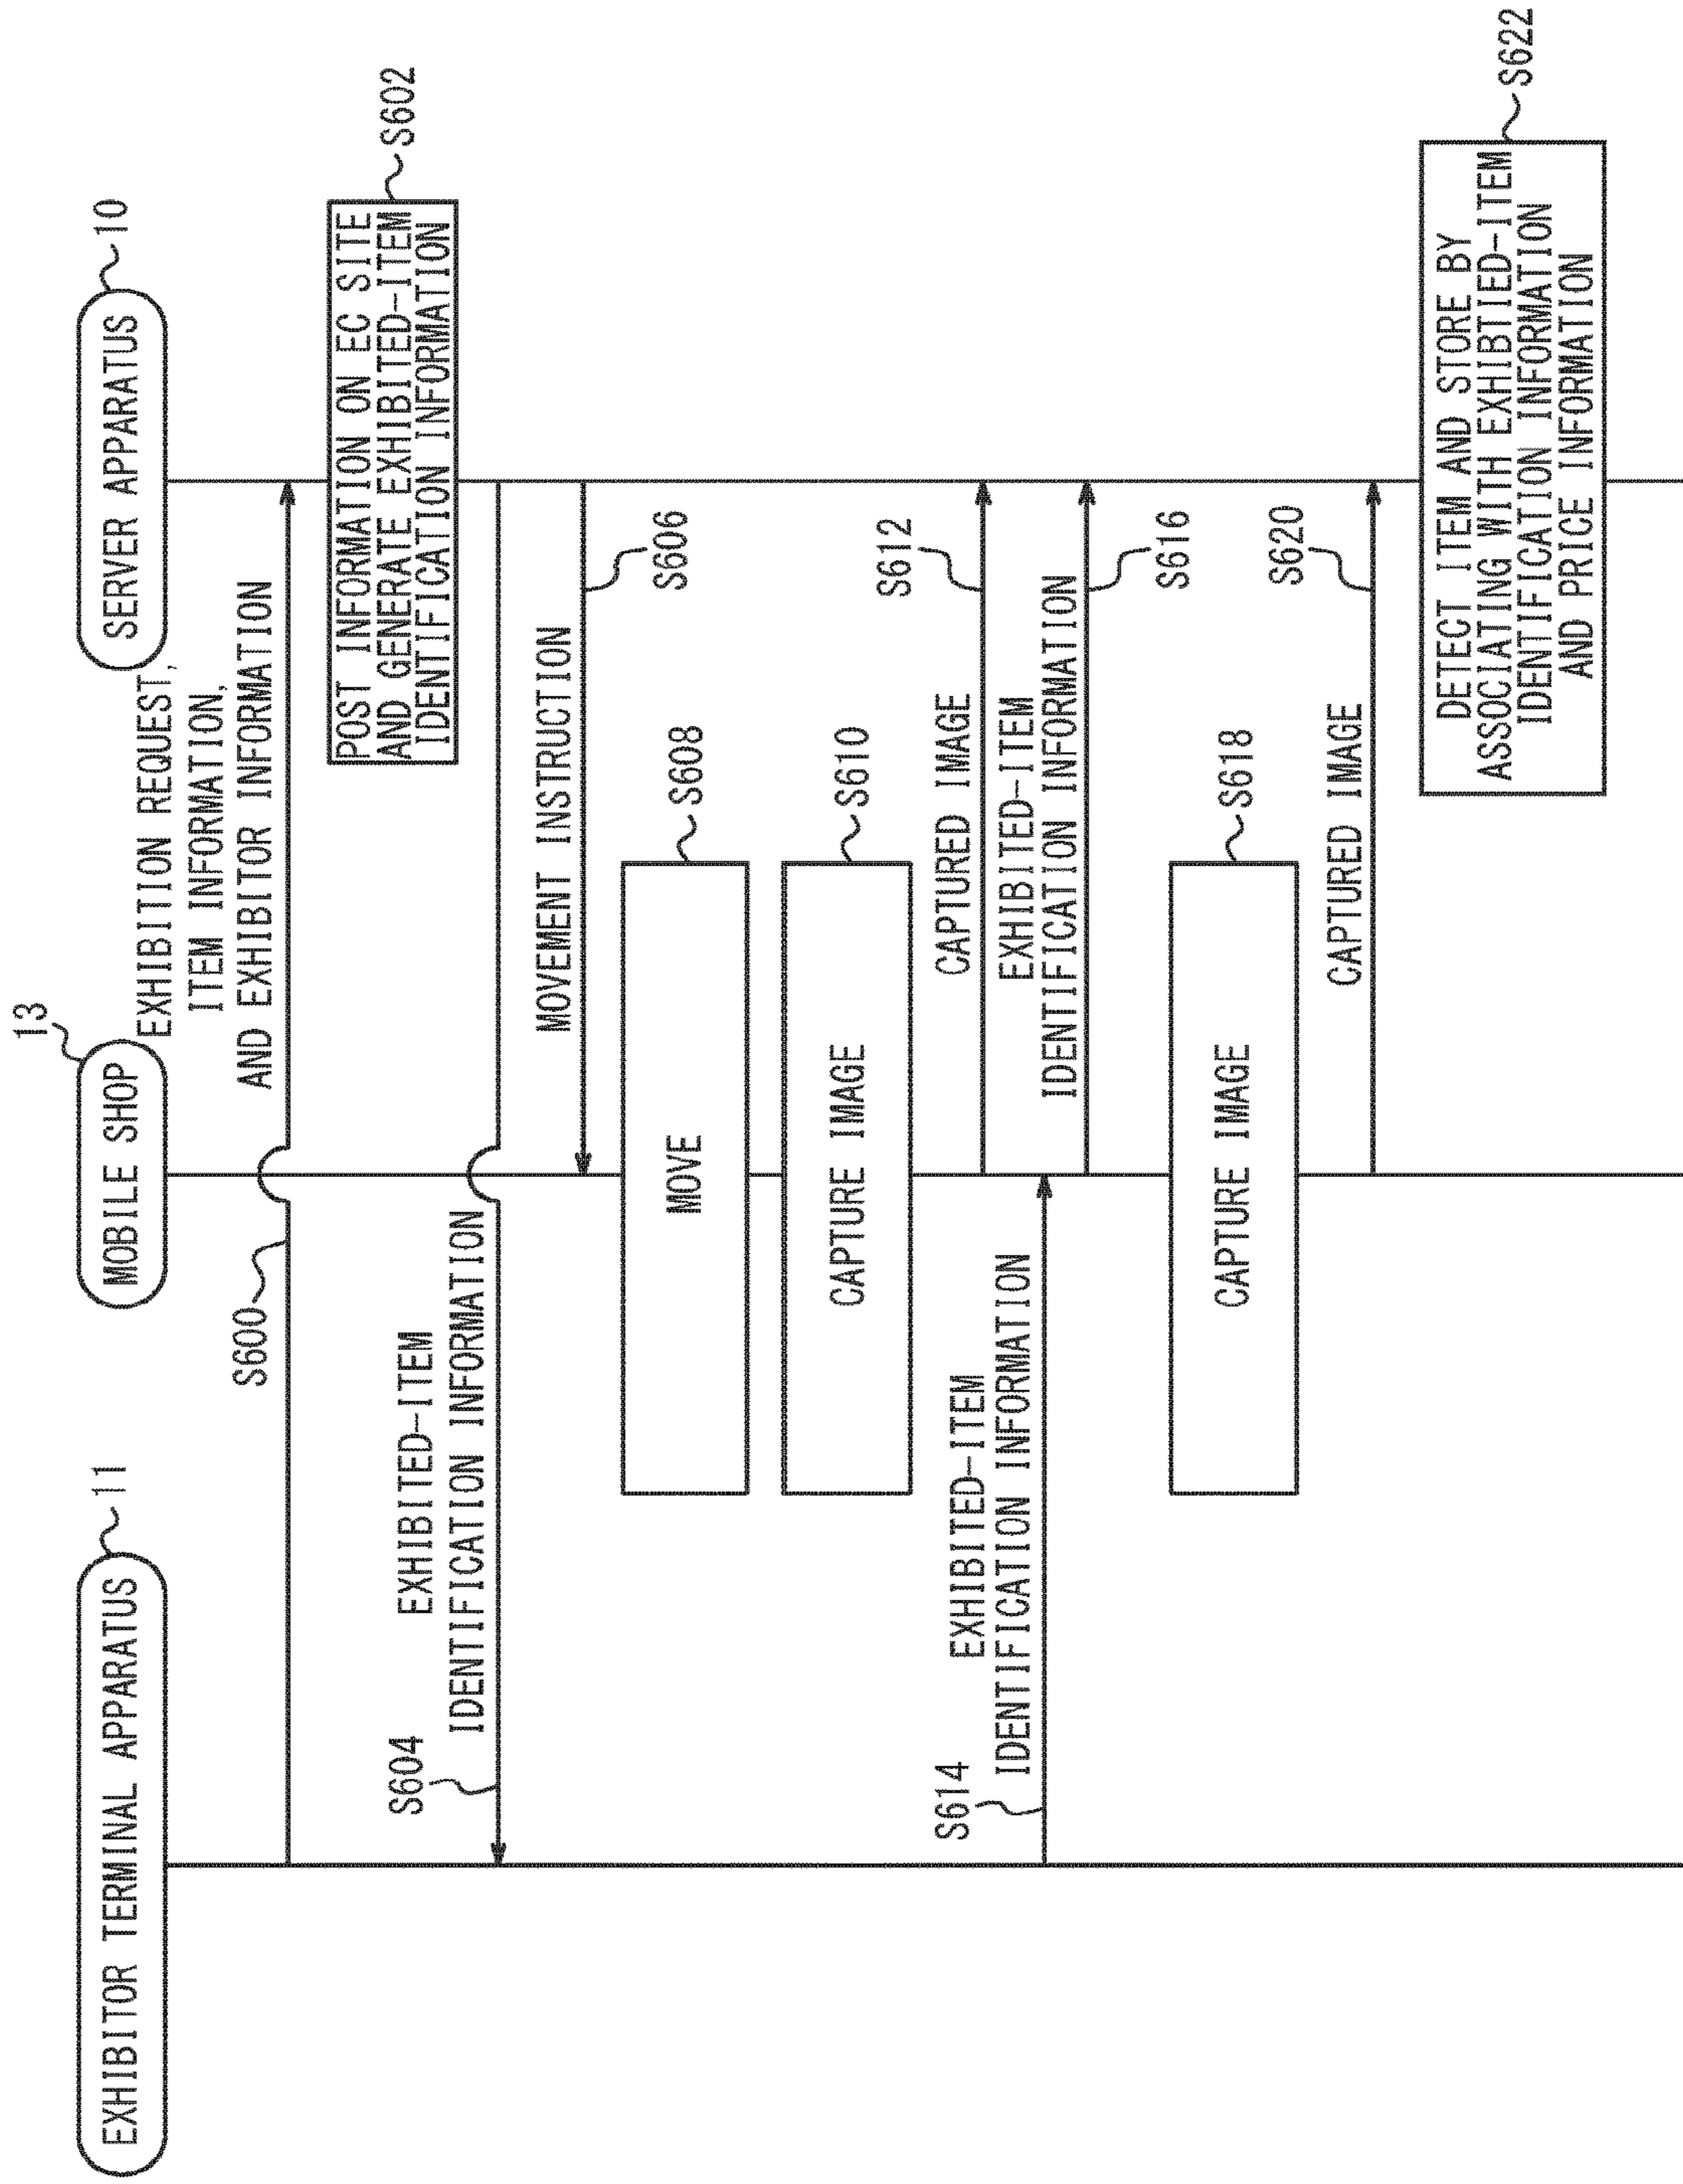 EXHIBITOR TERMINAL APPARATUS
11
MOBILE SHOP
13
SERVER APPARATUS
10
EXHIBITION REQUEST,
ITEM INFORMATION,
AND EXHIBITOR INFORMATION
S600
POST INFORMATION ON EC SITE
AND GENERATE EXHIBITED-ITEM
IDENTIFICATION INFORMATION
S602
S604
EXHIBITED-ITEM
IDENTIFICATION INFORMATION
MOVEMENT INSTRUCTION
S606
MOVE
S608
CAPTURE IMAGE
S610
CAPTURED IMAGE
S612
S614
EXHIBITED-ITEM
IDENTIFICATION INFORMATION
EXHIBITED-ITEM
IDENTIFICATION INFORMATION
S616
CAPTURE IMAGE
S618
CAPTURED IMAGE
S620
DETECT ITEM AND STORE BY
ASSOCIATING WITH EXHIBTIED-ITEM
IDENTIFICATION INFORMATION
AND PRICE INFORMATION
S622